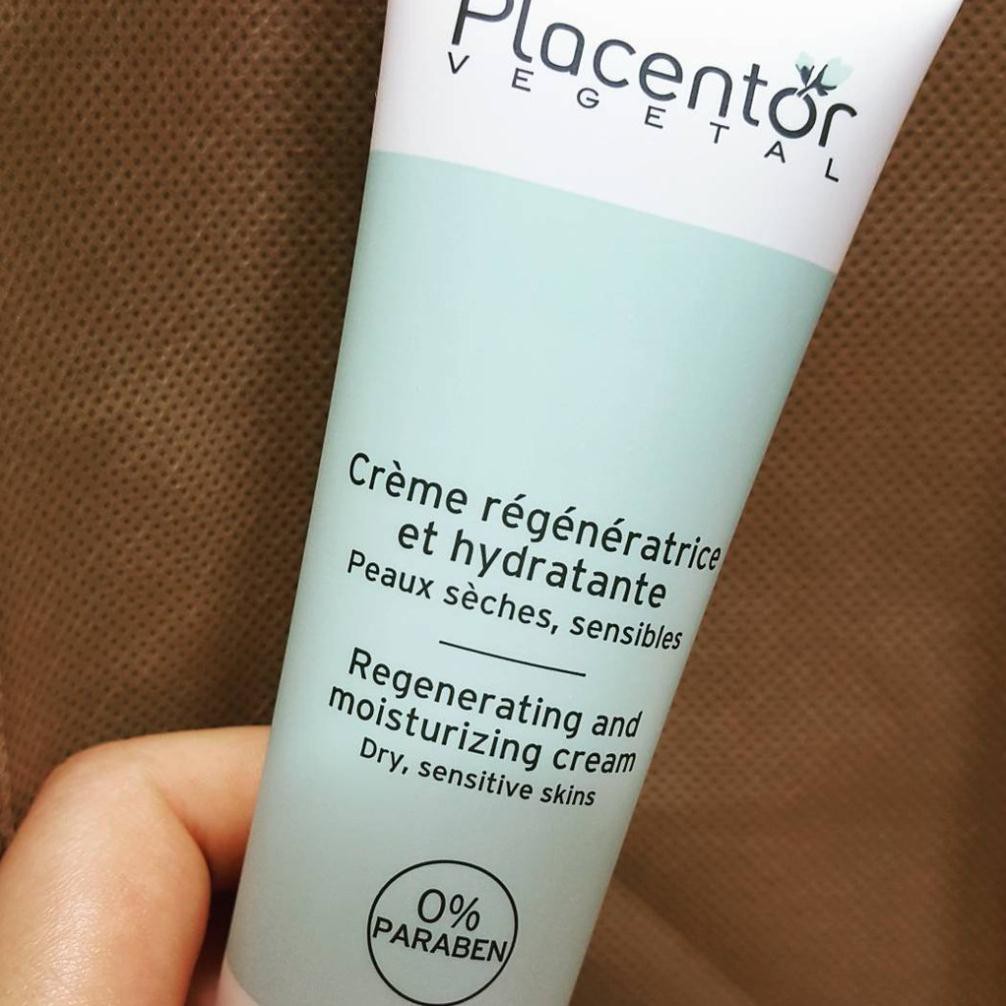 Placentor
VEGETAL
Crème régénératrice
et hydratante
Peaux sèches, sensibles
Regenerating and
moisturizing cream
Dry, sensitive skins
0%
PARABEN